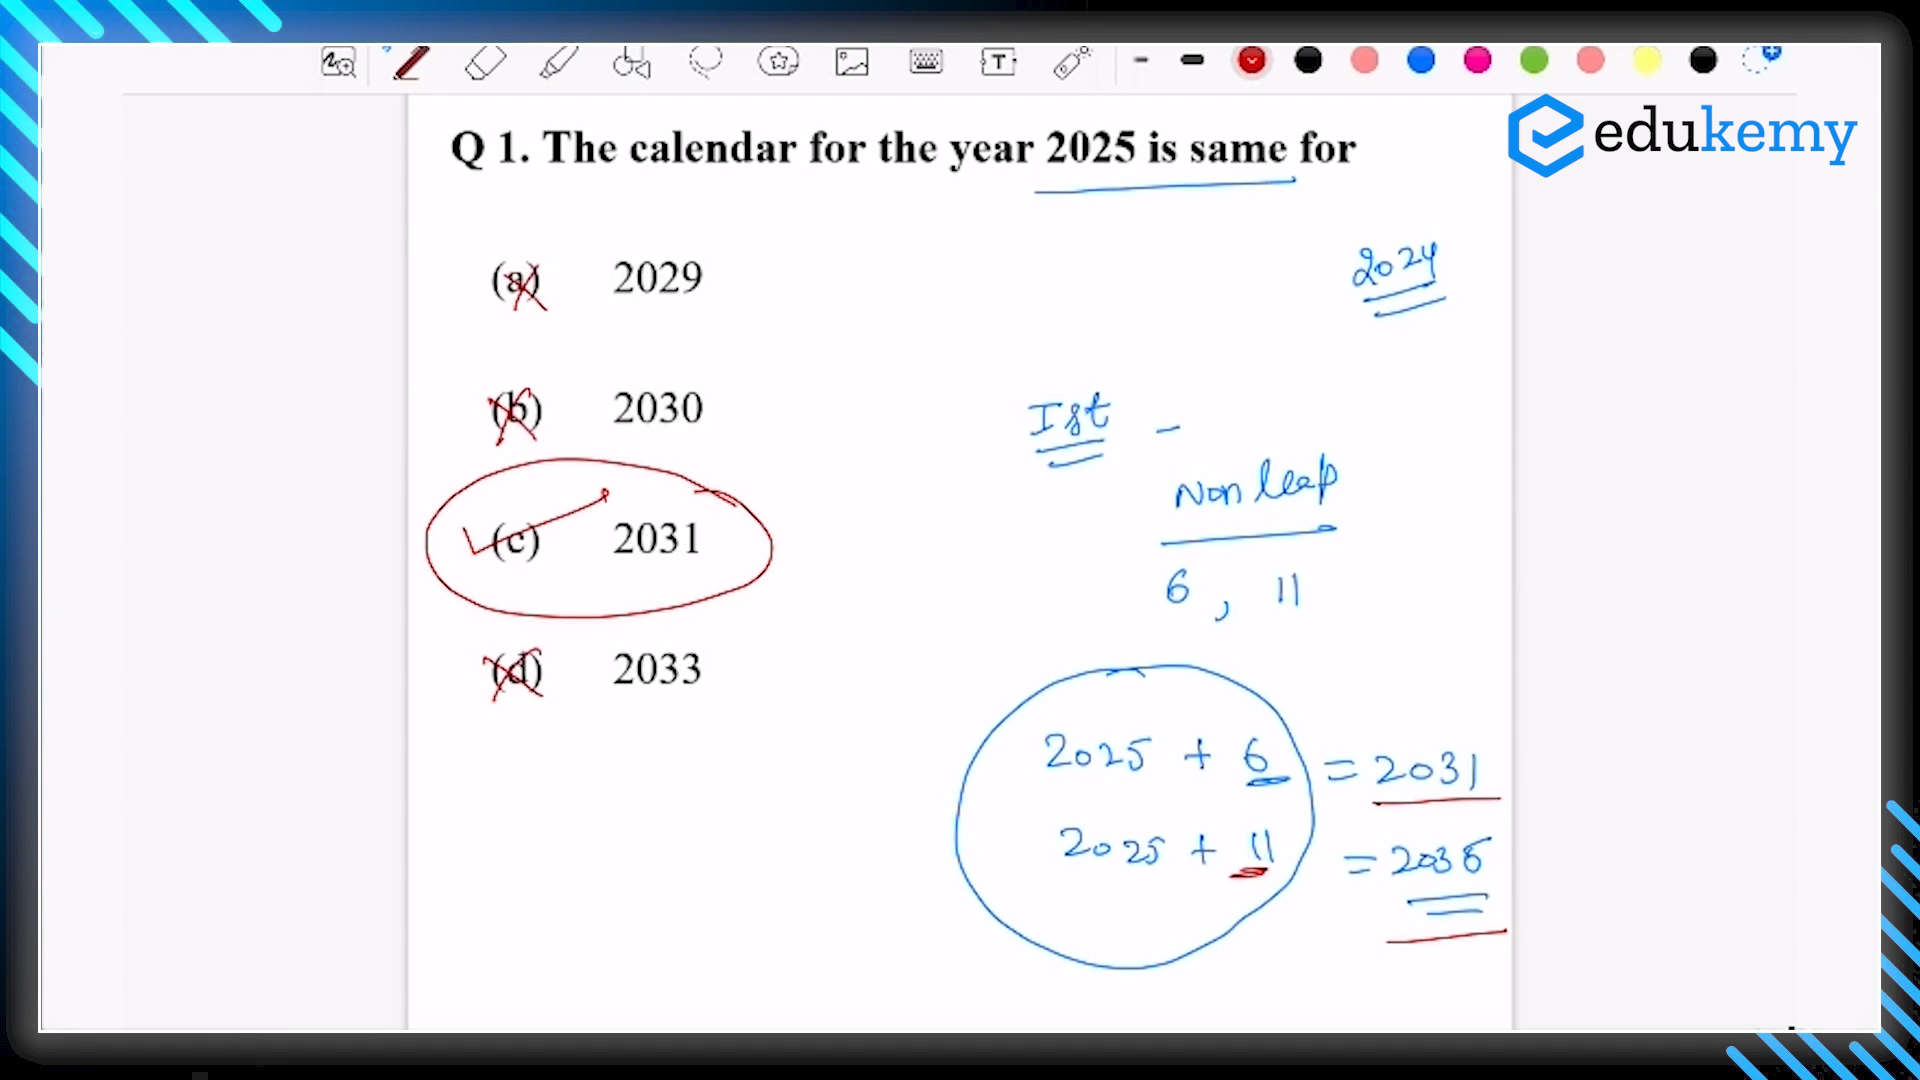 T
edukemy
Q 1. The calendar for the year 2025 is same for
(a) 2029
2024
(b) 2030
Ist -
Non leap
(c) 2031
6 , 11
(d) 2033
2025 + 6 = 2031
2025 + 11 = 2036